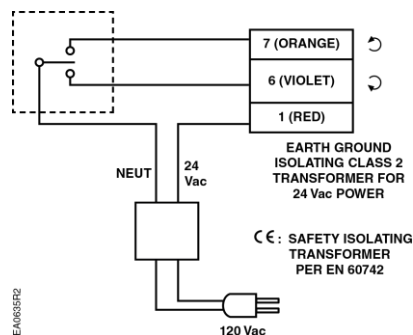 7 (ORANGE)
6 (VIOLET)
1 (RED)
NEUT
24
Vac
EARTH GROUND
ISOLATING CLASS 2
TRANSFORMER FOR
24 Vac POWER
CE: SAFETY ISOLATING
TRANSFORMER
PER EN 60742
120 Vac
EA0635R2